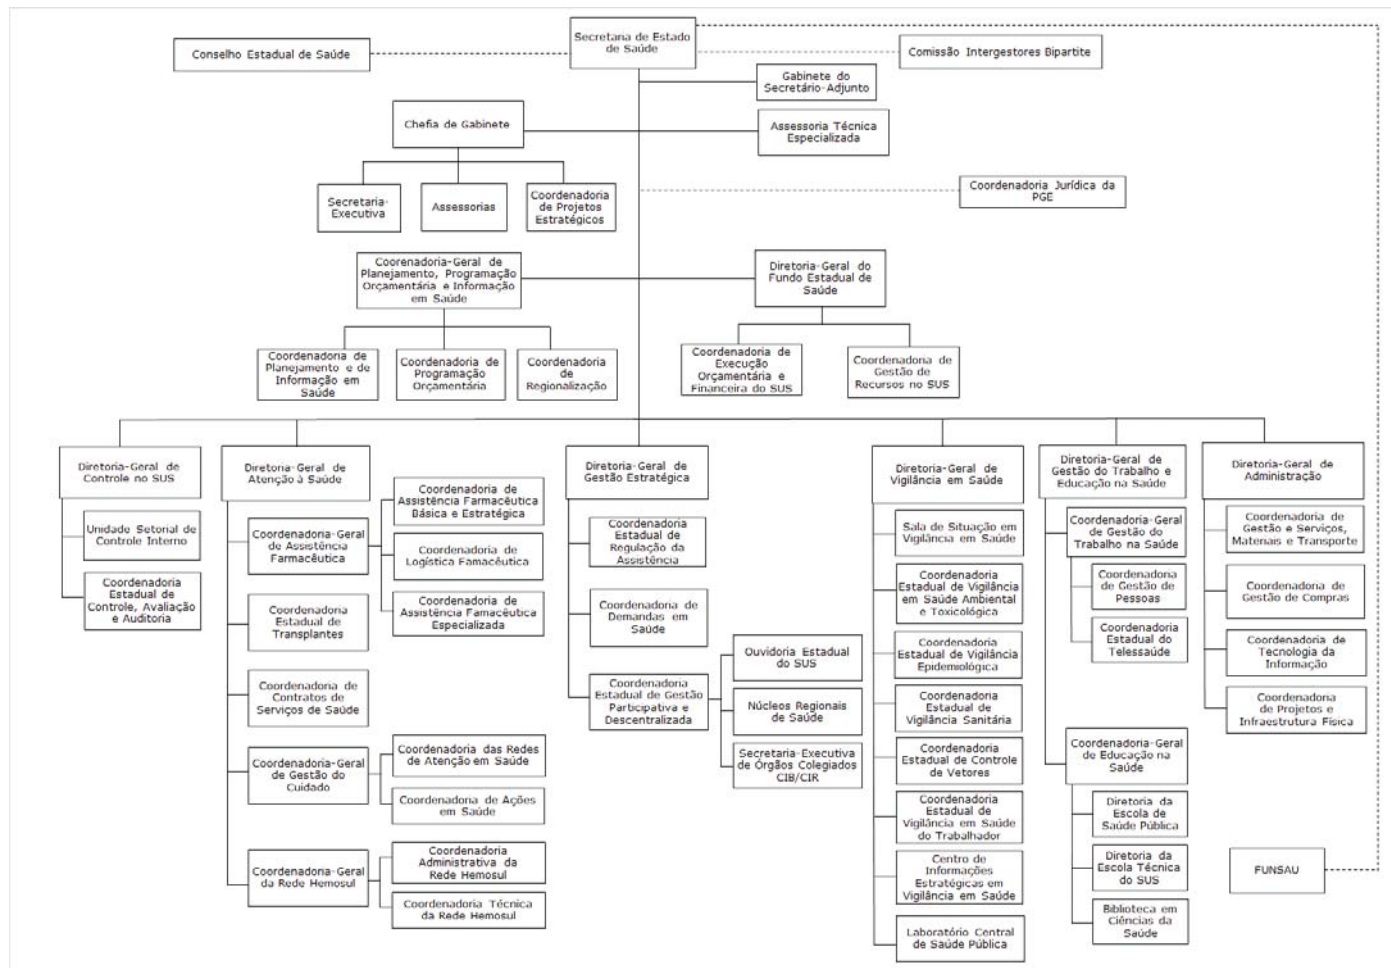 Secretaria de Estado
de Saúde
Conselho Estadual de Saúde
Comissão Intergestores Bipartite
Gabinete do
Secretário-Adjunto
Chefia de Gabinete
Assessoria Técnica
Especializada
Secretaria-
Executiva
Assessorias
Coordenadoria
de Projetos
Estratégicos
Coordenadoria Jurídica da
PGE
Coorenadoria-Geral de
Planejamento, Programação
Orçamentária e Informação
em Saúde
Diretoria-Geral do
Fundo Estadual de
Saúde
Coordenadoria de
Planejamento e de
Informação em
Saúde
Coordenadoria de
Programação
Orçamentária
Coordenadoria
de
Regionalização
Coordenadoria de
Execução
Orçamentária e
Financeira do SUS
Coordenadoria de
Gestão de
Recursos no SUS
Diretoria-Geral de
Controle no SUS
Unidade Setorial de
Controle Interno
Coordenadoria
Estadual de
Controle, Avaliação
e Auditoria
Diretoria-Geral de
Atenção à Saúde
Coordenadoria-Geral
de Assistência
Farmacêutica
Coordenadoria de
Assistência Farmacêutica
Básica e Estratégica
Coordenadoria de
Logística Famacêutica
Coordenadoria de
Assistência Famacêutica
Especializada
Coordenadoria
Estadual de
Transplantes
Coordenadoria de
Contratos de
Serviços de Saúde
Coordenadoria-Geral
de Gestão do
Cuidado
Coordenadoria das Redes
de Atenção em Saúde
Coordenadoria de Ações
em Saúde
Coordenadoria-Geral
da Rede Hemosul
Coordenadoria
Administrativa da
Rede Hemosul
Coordenadoria Técnica
da Rede Hemosul
Diretoria-Geral de
Gestão Estratégica
Coordenadoria
Estadual de
Regulação da
Assistência
Coordenadoria de
Demandas em
Saúde
Coordenadoria
Estadual de Gestão
Participativa e
Descentralizada
Ouvidoria Estadual
do SUS
Núcleos Regionais
de Saúde
Secretaria-Executiva
de Órgãos Colegiados
CIB/CIR
Diretoria-Geral de
Vigilância em Saúde
Sala de Situação em
Vigilância em Saúde
Coordenadoria
Estadual de Vigilância
em Saúde Ambiental
e Toxicológica
Coordenadoria
Estadual de Vigilância
Epidemiológica
Coordenadoria
Estadual de
Vigilância Sanitária
Coordenadoria
Estadual de Controle
de Vetores
Coordenadoria
Estadual de
Vigilância em Saúde
do Trabalhador
Centro de
Informações
Estratégicas em
Vigilância em Saúde
Laboratório Central
de Saúde Pública
Diretoria-Geral de
Gestão do Trabalho e
Educação na Saúde
Coordenadoria-Geral
de Gestão do
Trabalho na Saúde
Coordenadoria
de Gestão de
Pessoas
Coordenadoria
Estadual do
Telessaúde
Coordenadoria-Geral
de Educação na
Saúde
Diretoria da
Escola de
Saúde Pública
Diretoria da
Escola Técnica
do SUS
Biblioteca em
Ciências da
Saúde
Diretoria-Geral de
Administração
Coordenadoria de
Gestão e Serviços,
Materiais e Transporte
Coordenadoria de
Gestão de Compras
Coordenadoria de
Tecnologia da
Informação
Coordenadoria
de Projetos e
Infraestrutura Física
FUNSAU